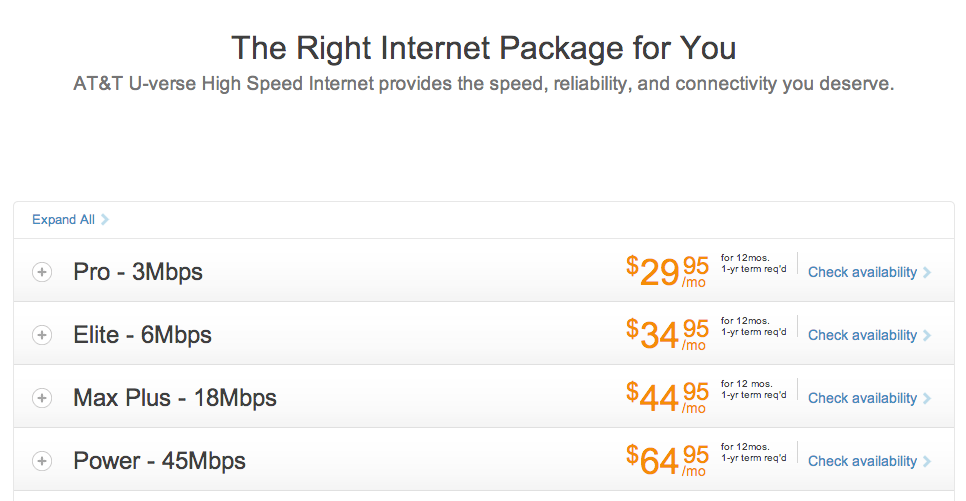 The Right Internet Package for You
AT&T U-verse High Speed Internet provides the speed, reliability, and connectivity you deserve.
Expand All
Pro - 3Mbps $29.95/mo for 12mos. 1-yr term req'd Check availability
Elite - 6Mbps $34.95/mo for 12mos. 1-yr term req'd Check availability
Max Plus - 18Mbps $44.95/mo for 12 mos. 1-yr term req'd Check availability
Power - 45Mbps $64.95/mo for 12mos. 1-yr term req'd Check availability